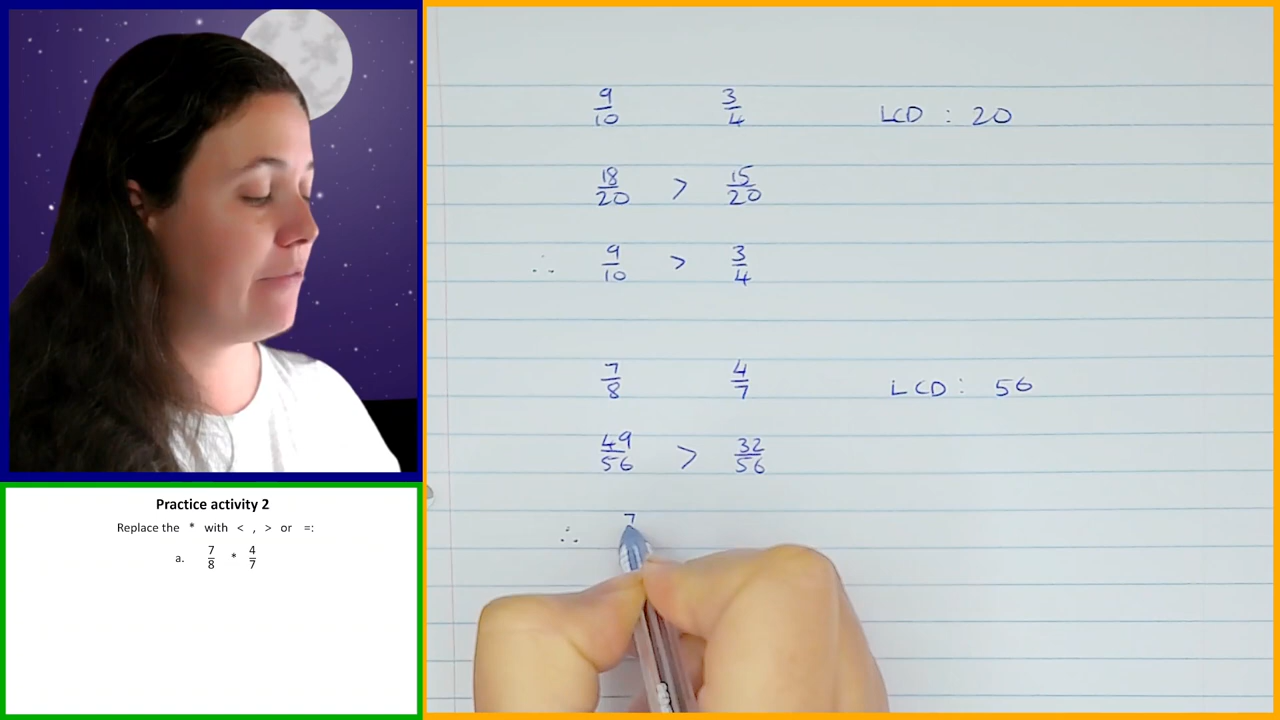 Practice activity 2
Replace the * with < , > or =:
a. 7/8 * 4/7
9/10 3/4 LCD : 20
18/20 > 15/20
∴ 9/10 > 3/4
7/8 4/7 LCD : 56
49/56 > 32/56
∴ 7